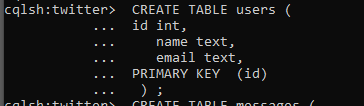 cqlsh:twitter> CREATE TABLE users (
... id int,
... name text,
... email text,
... PRIMARY KEY (id)
... ) ;
cqlsh:twitter> CREATE TABLE messages (